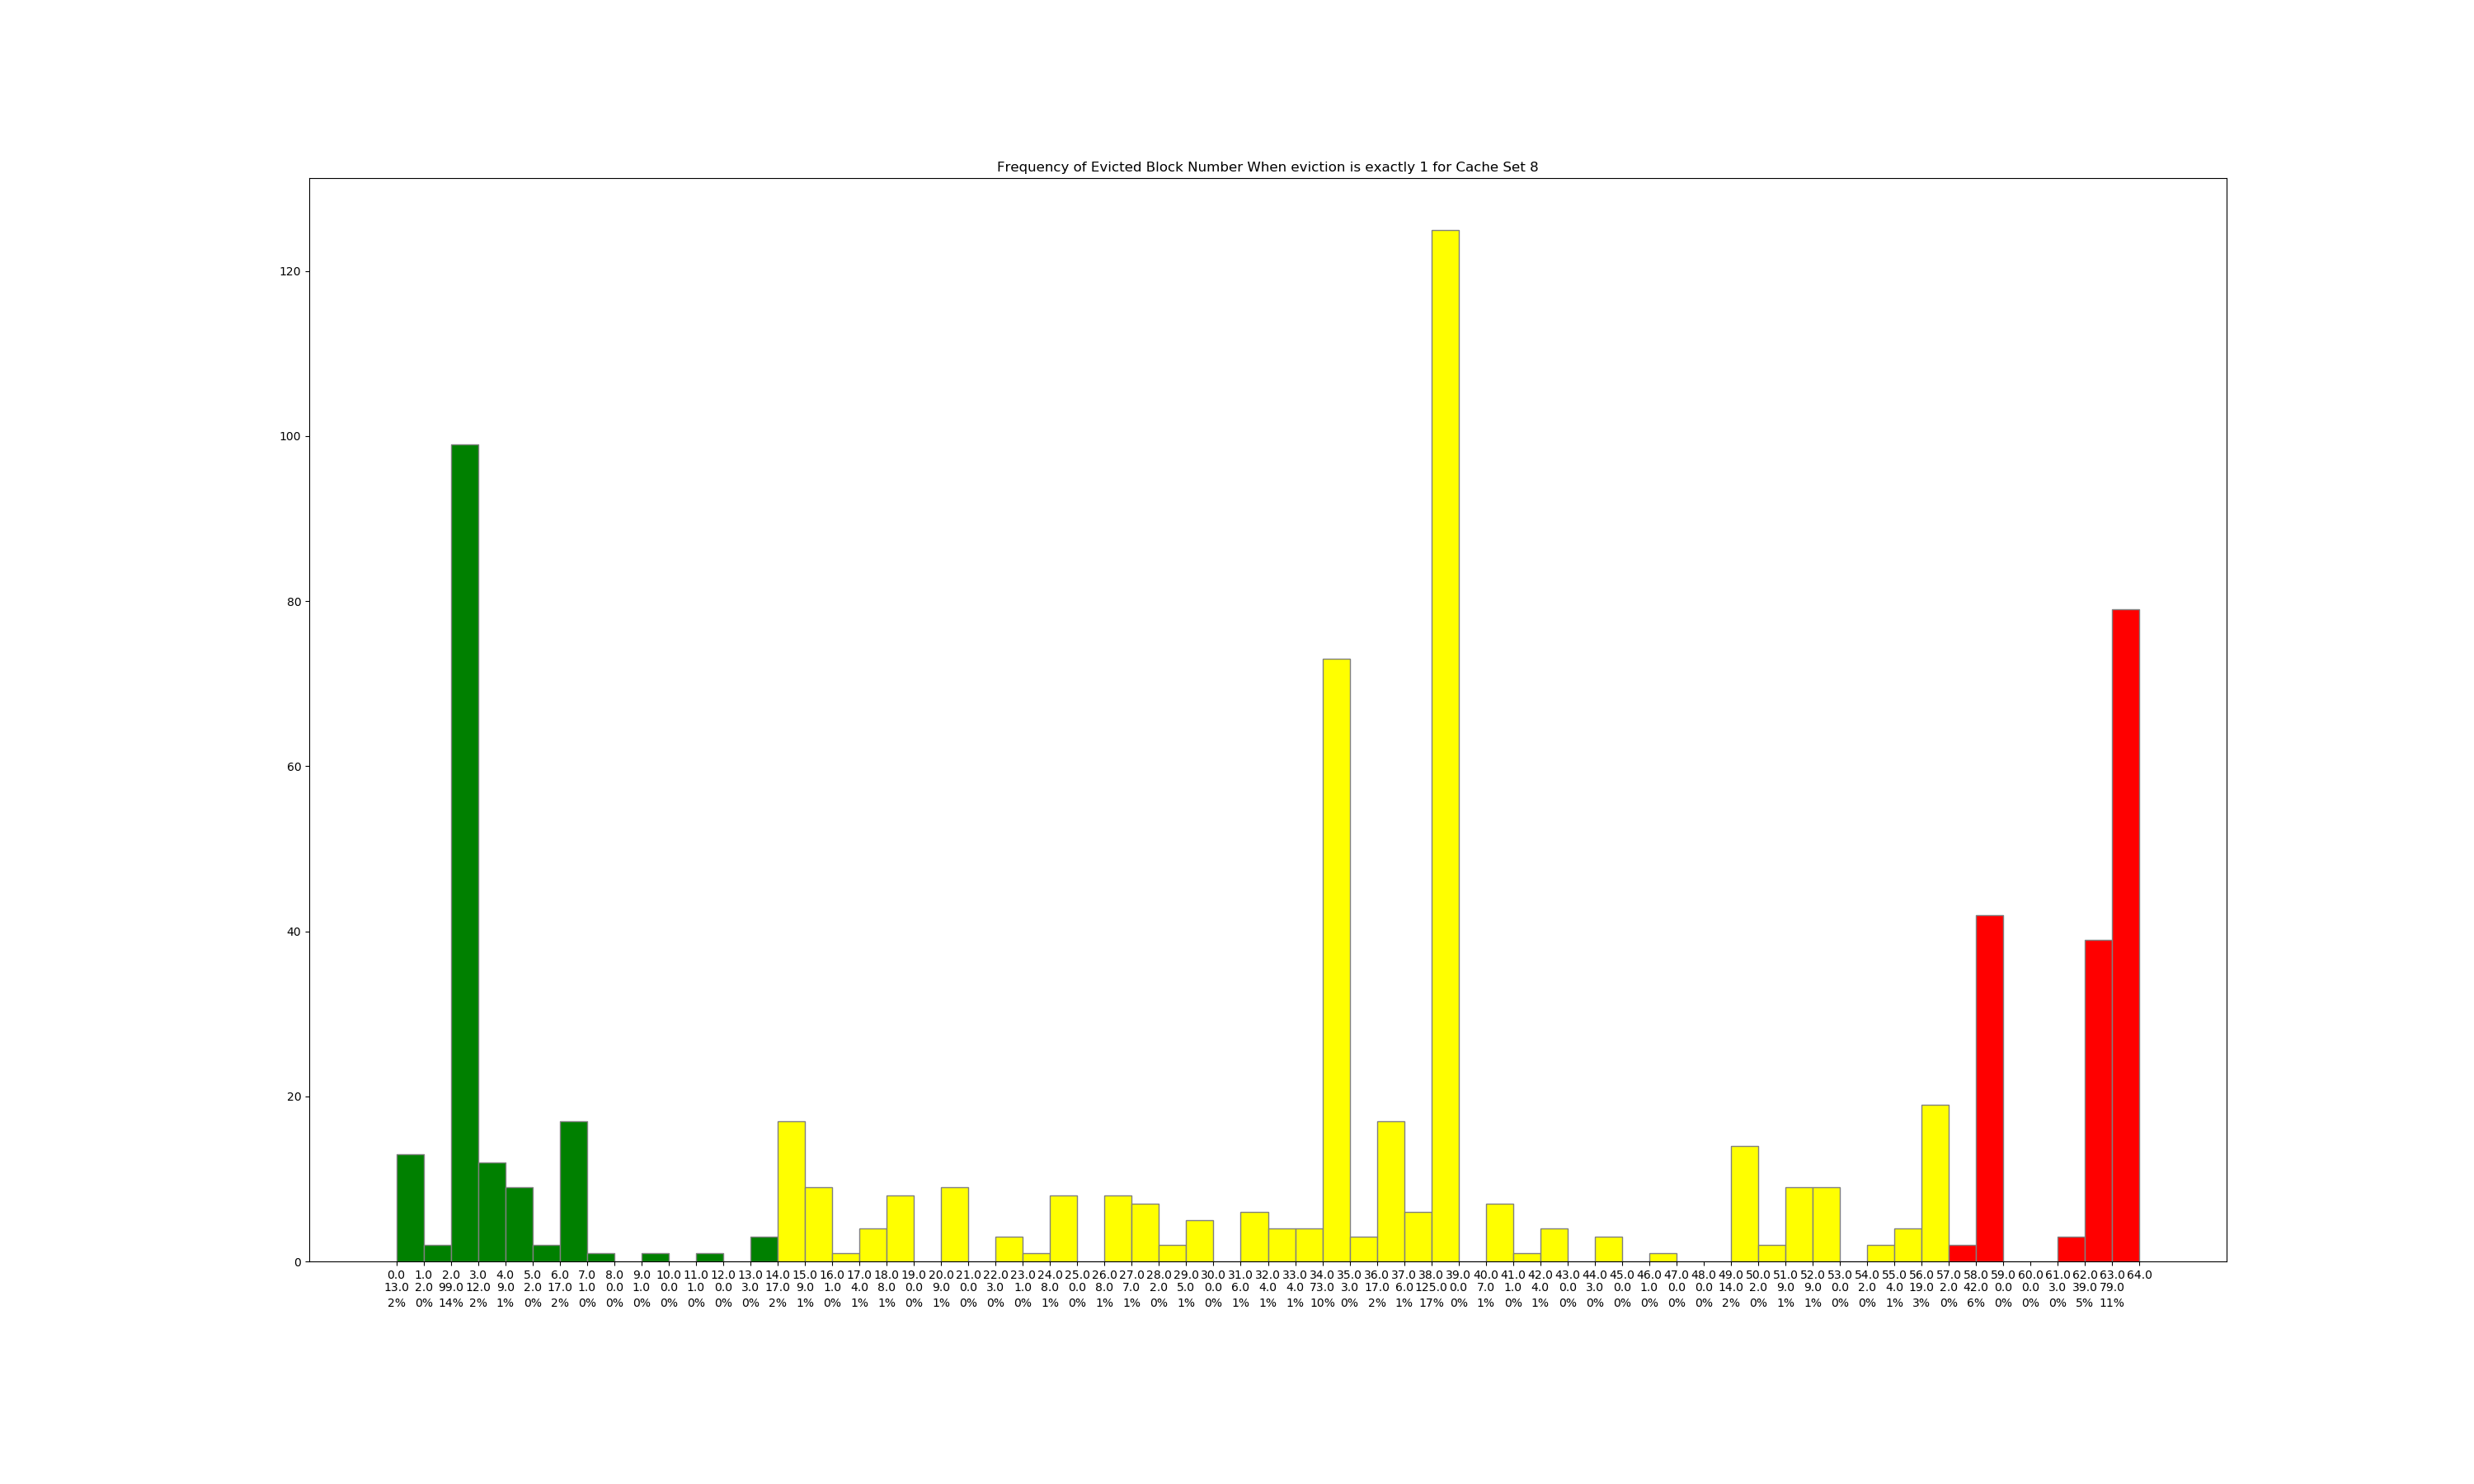 Frequency of Evicted Block Number When eviction is exactly 1 for Cache Set 8
120
100
80
60
40
20
0
0.0 1.0 2.0 3.0 4.0 5.0 6.0 7.0 8.0 9.0 10.0 11.0 12.0 13.0 14.0 15.0 16.0 17.0 18.0 19.0 20.0 21.0 22.0 23.0 24.0 25.0 26.0 27.0 28.0 29.0 30.0 31.0 32.0 33.0 34.0 35.0 36.0 37.0 38.0 39.0 40.0 41.0 42.0 43.0 44.0 45.0 46.0 47.0 48.0 49.0 50.0 51.0 52.0 53.0 54.0 55.0 56.0 57.0 58.0 59.0 60.0 61.0 62.0 63.0 64.0
13.0 2.0 99.0 12.0 9.0 2.0 17.0 1.0 0.0 1.0 0.0 1.0 0.0 3.0 17.0 9.0 1.0 4.0 8.0 0.0 9.0 0.0 3.0 1.0 8.0 0.0 8.0 7.0 2.0 5.0 0.0 6.0 4.0 4.0 73.0 3.0 17.0 6.0 125.0 0.0 7.0 1.0 4.0 0.0 3.0 0.0 1.0 0.0 0.0 14.0 2.0 9.0 9.0 0.0 2.0 4.0 19.0 2.0 42.0 0.0 0.0 3.0 39.0 79.0
2% 0% 14% 2% 1% 0% 2% 0% 0% 0% 0% 0% 0% 0% 2% 1% 0% 1% 1% 0% 1% 0% 0% 0% 1% 0% 1% 1% 0% 1% 0% 1% 1% 1% 10% 0% 2% 1% 17% 0% 1% 0% 1% 0% 0% 0% 0% 0% 0% 2% 0% 1% 1% 0% 0% 1% 3% 0% 6% 0% 0% 0% 5% 11%